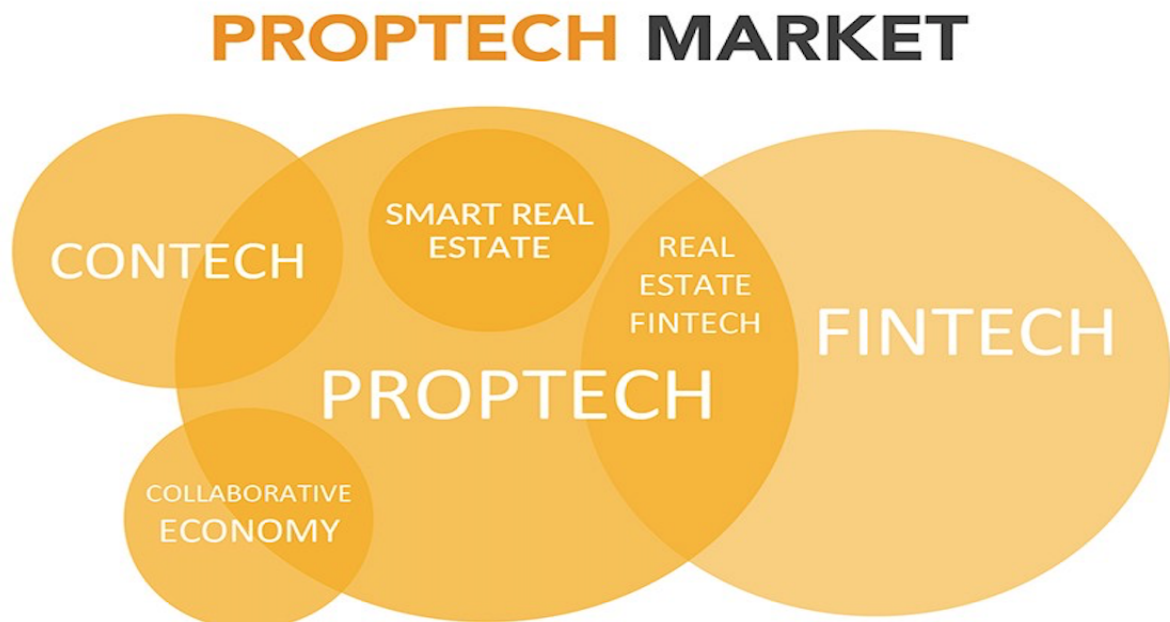 PROPTECH MARKET
CONTECH
SMART REAL
ESTATE
REAL
ESTATE
FINTECH
FINTECH
PROPTECH
COLLABORATIVE
ECONOMY